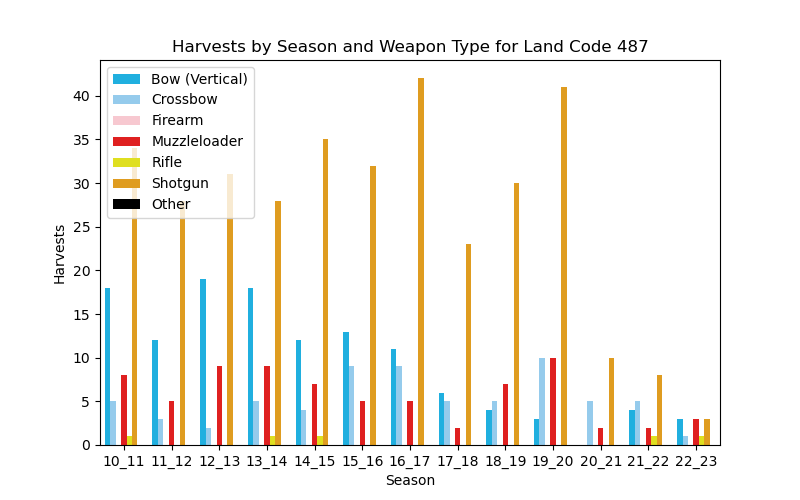 Harvests by Season and Weapon Type for Land Code 487
Bow (Vertical)
Crossbow
Firearm
Muzzleloader
Rifle
Shotgun
Other
40
35
30
25
20
15
10
5
0
Harvests
10_11 11_12 12_13 13_14 14_15 15_16 16_17 17_18 18_19 19_20 20_21 21_22 22_23
Season